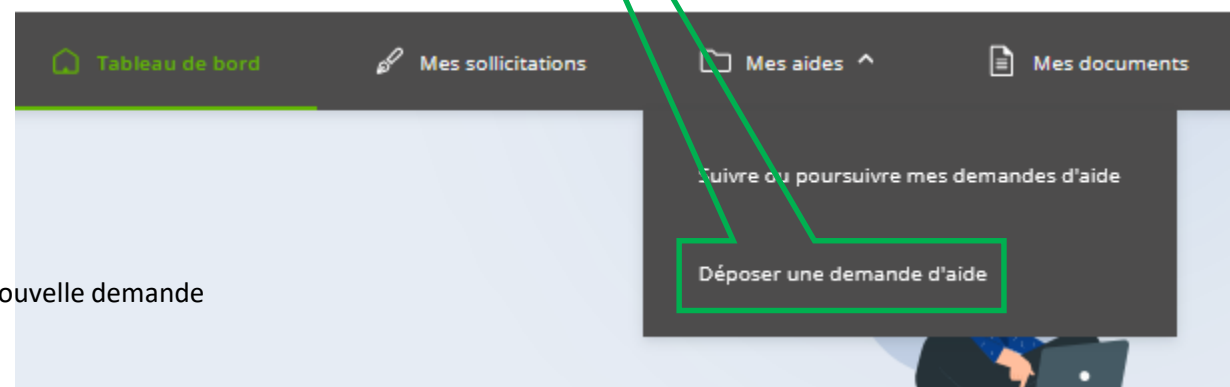 Tableau de bord
Mes sollicitations
Mes aides
Mes documents
Suivre ou poursuivre mes demandes d'aide
Déposer une demande d'aide
ouvelle demande